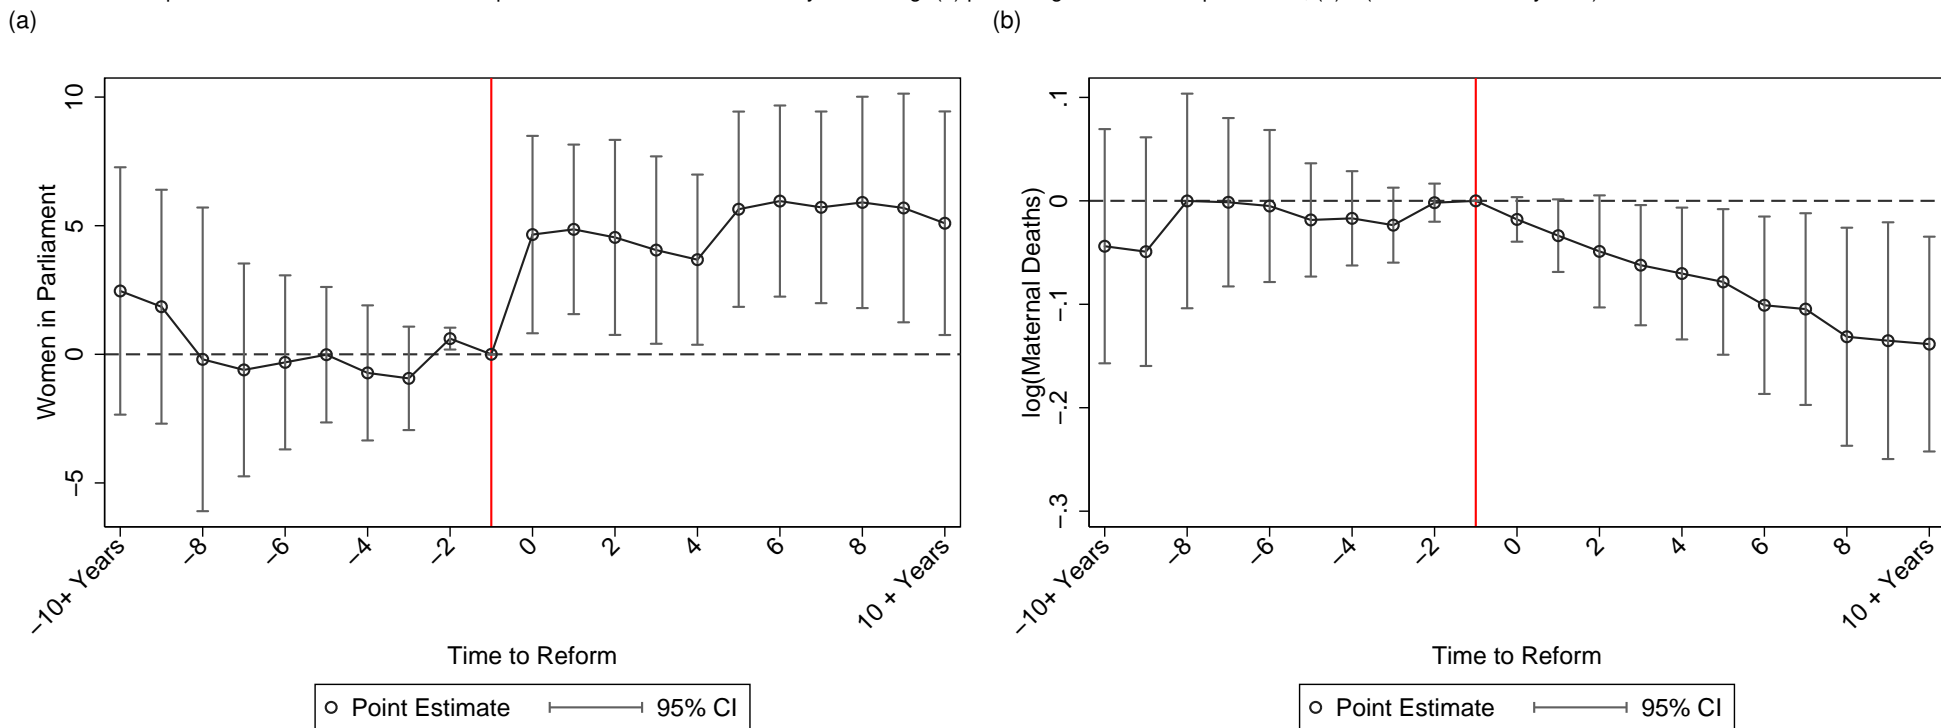 (a)
(b)
Women in Parliament
10
5
0
−5
−10+ Years
−8
−6
−4
−2
0
2
4
6
8
10 + Years
Time to Reform
Point Estimate 95% CI
log(Maternal Deaths)
.1
0
−.1
−.2
−.3
−10+ Years
−8
−6
−4
−2
0
2
4
6
8
10 + Years
Time to Reform
Point Estimate 95% CI